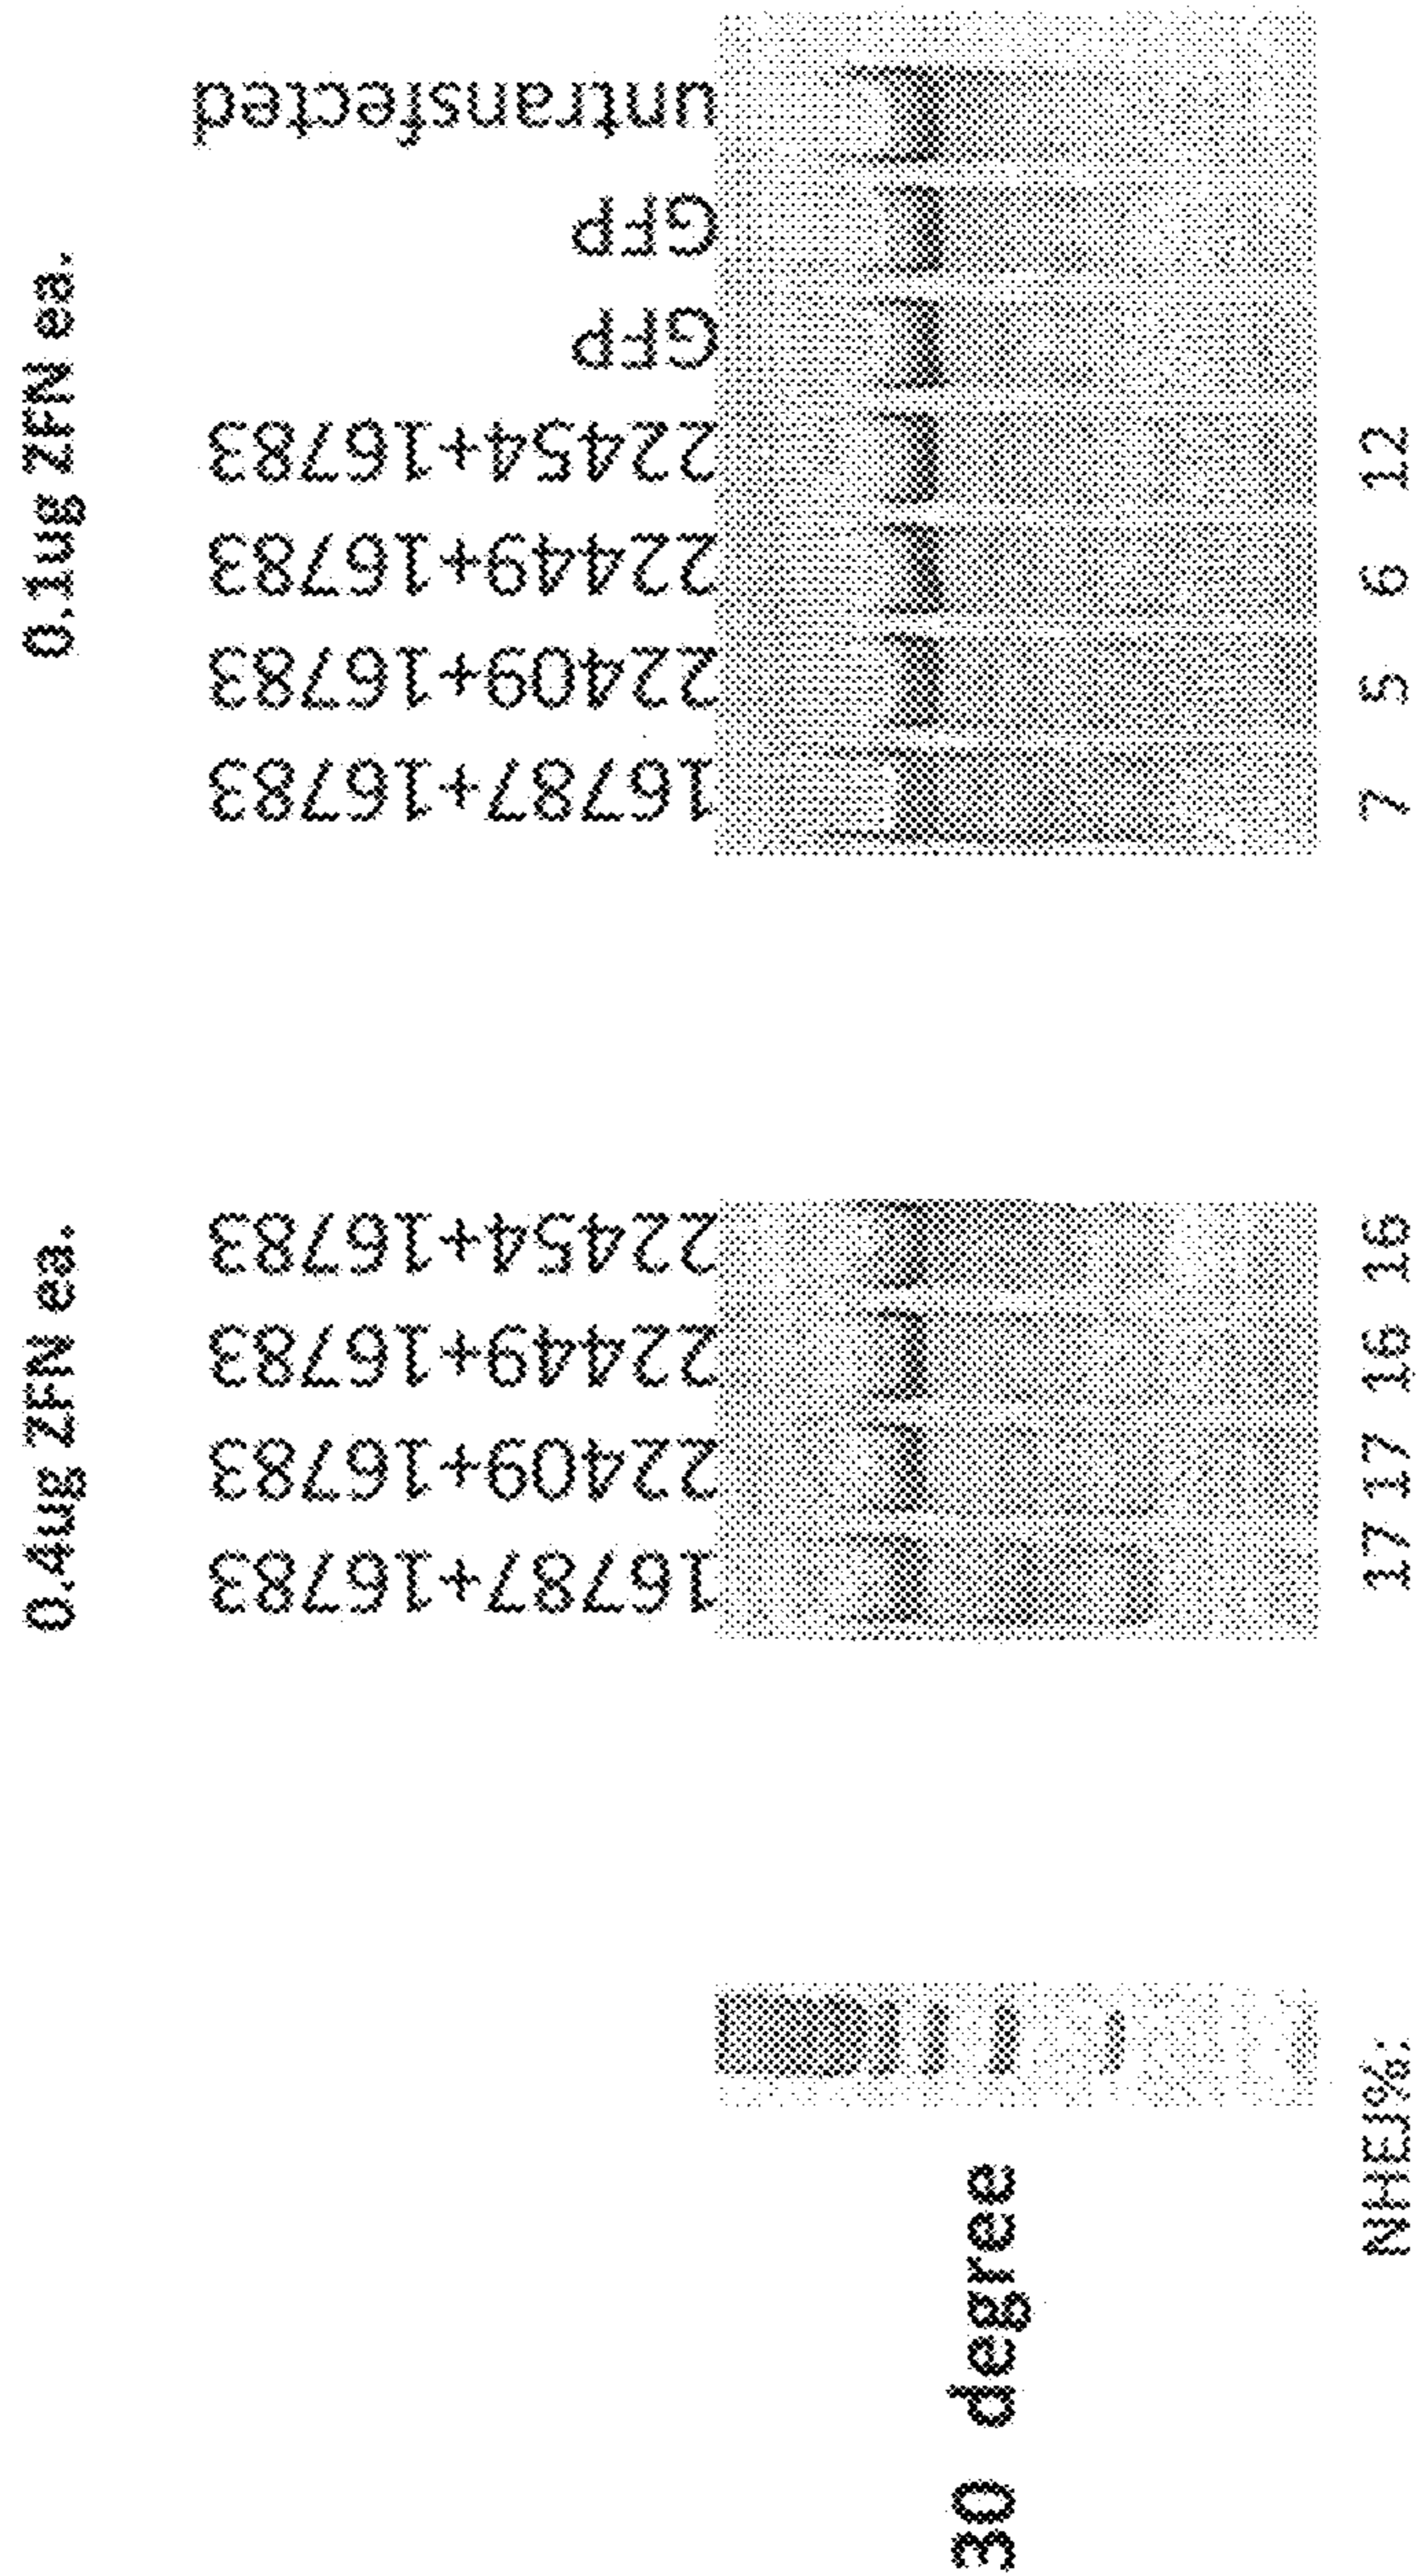 0.4ug ZFN ea.
0.1ug ZFN ea.
16787+16783
22409+16783
22449+16783
22454+16783
16787+16783
22409+16783
22449+16783
22454+16783
GFP
GFP
untransfected
30 degree
NHEJ%: 17 17 16 16 7 5 6 12